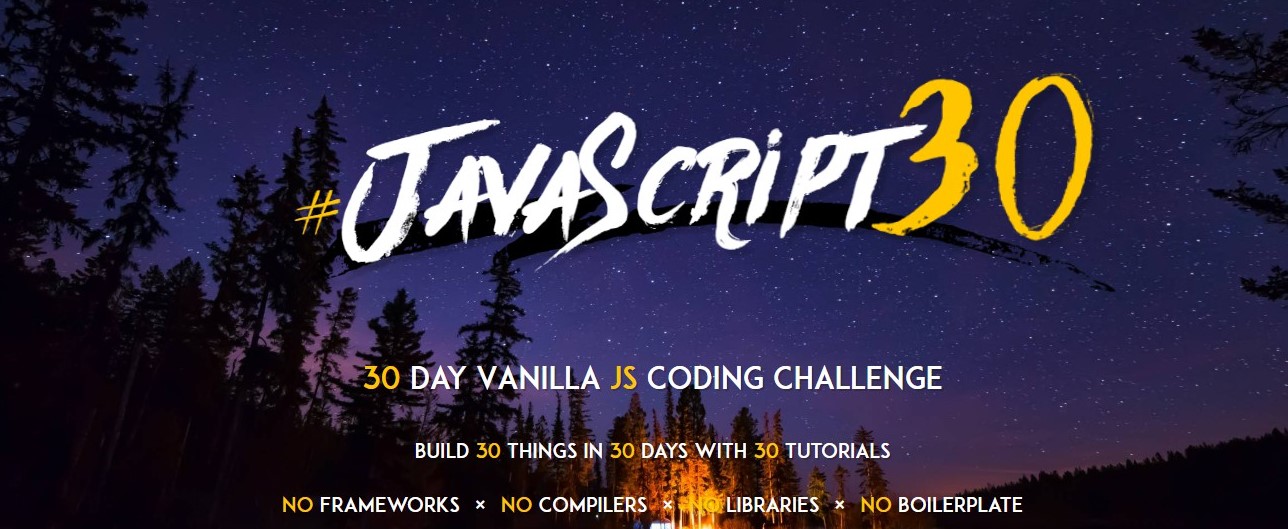 #JAVASCRIPT30
30 DAY VANILLA JS CODING CHALLENGE
BUILD 30 THINGS IN 30 DAYS WITH 30 TUTORIALS
NO FRAMEWORKS × NO COMPILERS × NO LIBRARIES × NO BOILERPLATE